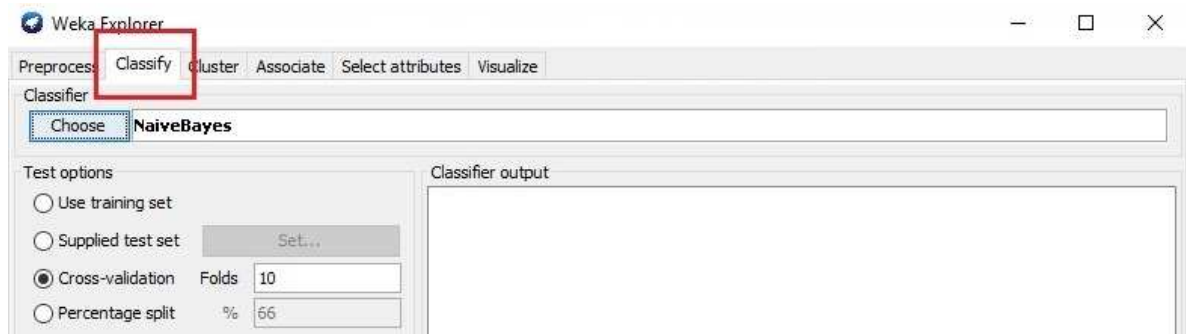 Weka Explorer
Preprocess Classify Cluster Associate Select attributes Visualize
Classifier
Choose NaiveBayes
Test options
Classifier output
Use training set
Supplied test set Set...
Cross-validation Folds 10
Percentage split % 66